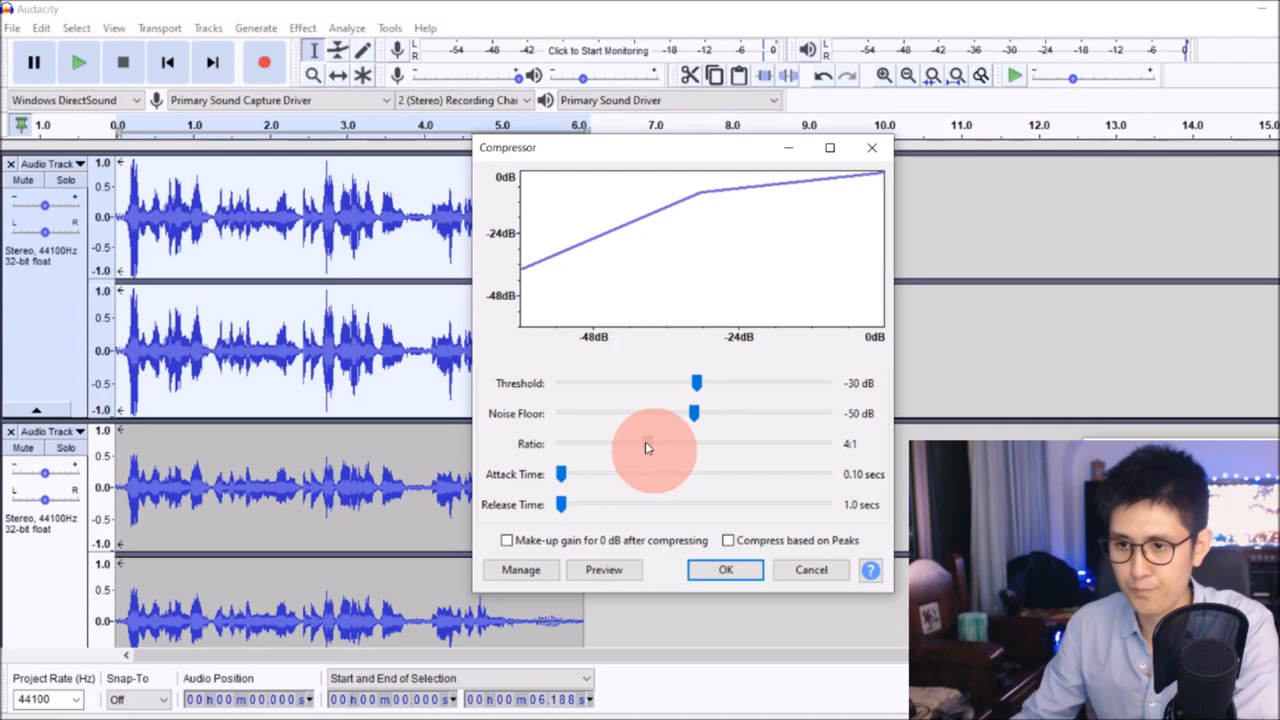 Audacity
File Edit Select View Transport Tracks Generate Effect Analyze Tools Help
L R -54 -48 -42 Click to Start Monitoring -18 -12 -6 0 L R -54 -48 -42 -36 -30 -24 -18 -12 -6 0
Windows DirectSound Primary Sound Capture Driver 2 (Stereo) Recording Chai Primary Sound Driver
1.0 0.0 1.0 2.0 3.0 4.0 5.0 6.0 7.0 8.0 9.0 10.0 11.0 12.0 13.0 14.0 15.0
Compressor
Audio Track 1.0
Mute Solo 0.5
- +
0.0
L R
Stereo, 44100Hz -0.5
32-bit float
-1.0
1.0
0.5
0.0
-0.5
-1.0
0dB
-24dB
-48dB
-48dB -24dB 0dB
Threshold: -30 dB
Noise Floor: -50 dB
Ratio: 4:1
Attack Time: 0.10 secs
Release Time: 1.0 secs
Make-up gain for 0 dB after compressing Compress based on Peaks
Manage Preview OK Cancel ?
Audio Track 1.0
Mute Solo 0.5
- +
0.0
L R
Stereo, 44100Hz -0.5
32-bit float
-1.0
1.0
0.5
0.0
Project Rate (Hz) Snap-To Audio Position Start and End of Selection
44100 Off 00 h 00 m 00,000 s 00 h 00 m 00,000 s 00 h 00 m 06,188 s